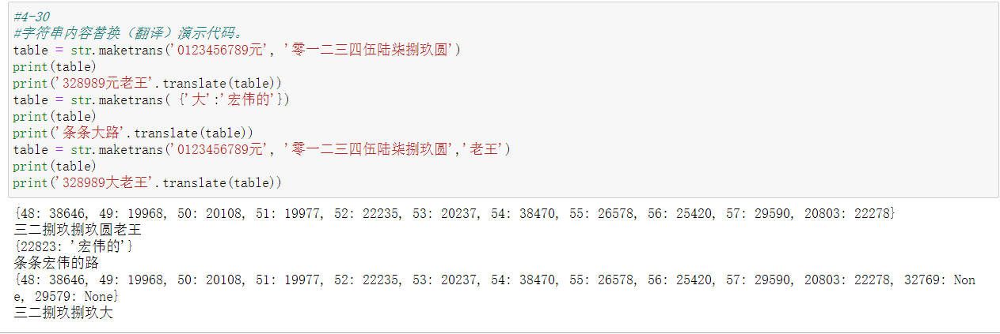 #4-30
#字符串内容替换（翻译）演示代码。
table = str.maketrans('0123456789元', '零一二三四伍陆柒捌玖圆')
print(table)
print('328989元老王'.translate(table))
table = str.maketrans( {'大':'宏伟的'})
print(table)
print('条条大路'.translate(table))
table = str.maketrans('0123456789元', '零一二三四伍陆柒捌玖圆','老王')
print(table)
print('328989大老王'.translate(table))
{48: 38646, 49: 19968, 50: 20108, 51: 19977, 52: 22235, 53: 20237, 54: 38470, 55: 26578, 56: 25420, 57: 29590, 20803: 22278}
三二捌玖捌玖圆老王
{22823: '宏伟的'}
条条宏伟的路
{48: 38646, 49: 19968, 50: 20108, 51: 19977, 52: 22235, 53: 20237, 54: 38470, 55: 26578, 56: 25420, 57: 29590, 20803: 22278, 32769: Non
e, 29579: None}
三二捌玖捌玖大